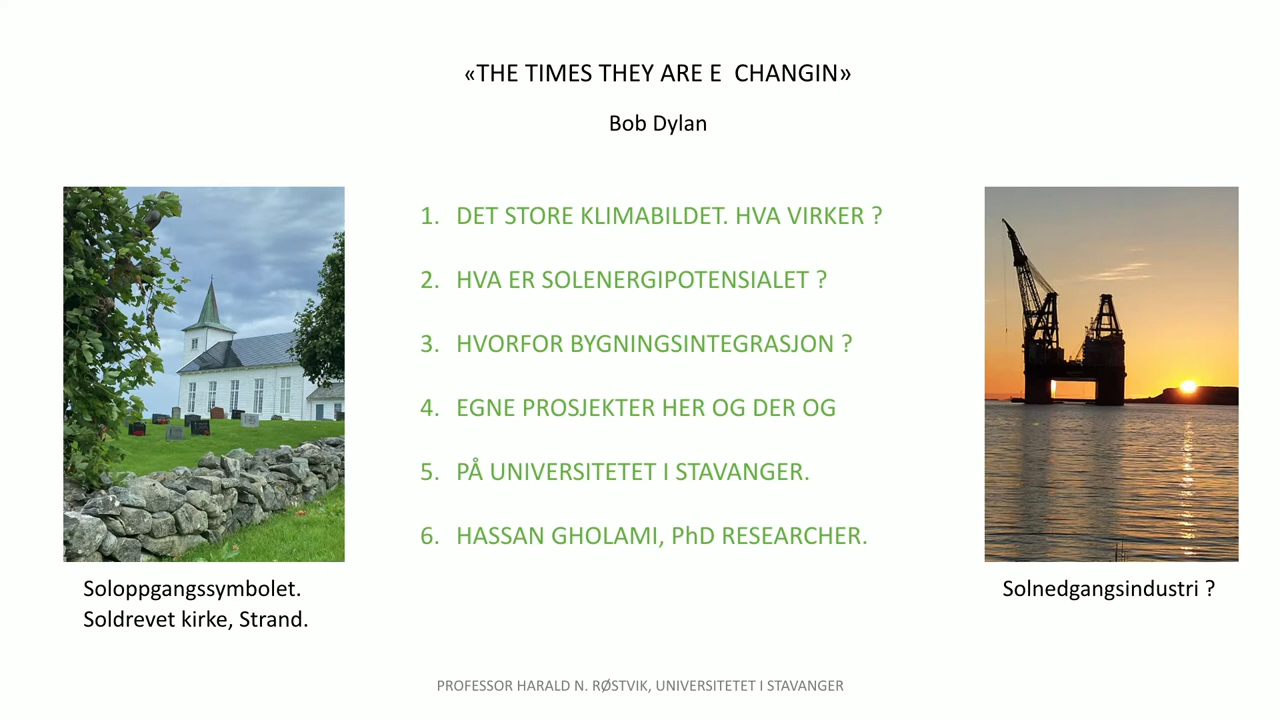 «THE TIMES THEY ARE E CHANGIN»
Bob Dylan
1. DET STORE KLIMABILDET. HVA VIRKER ?
2. HVA ER SOLENERGIPOTENSIALET ?
3. HVORFOR BYGNINGSINTEGRASJON ?
4. EGNE PROSJEKTER HER OG DER OG
5. PÅ UNIVERSITETET I STAVANGER.
6. HASSAN GHOLAMI, PhD RESEARCHER.
Soloppgangssymbolet.
Soldrevet kirke, Strand.
Solnedgangsindustri ?
PROFESSOR HARALD N. RØSTVIK, UNIVERSITETET I STAVANGER